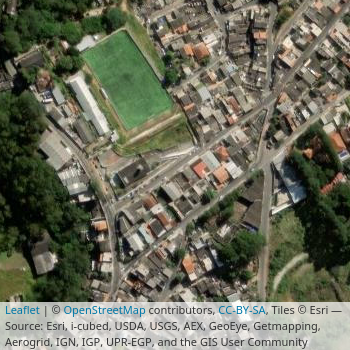 Leaflet | © OpenStreetMap contributors, CC-BY-SA, Tiles © Esri —
Source: Esri, i-cubed, USDA, USGS, AEX, GeoEye, Getmapping,
Aerogrid, IGN, IGP, UPR-EGP, and the GIS User Community